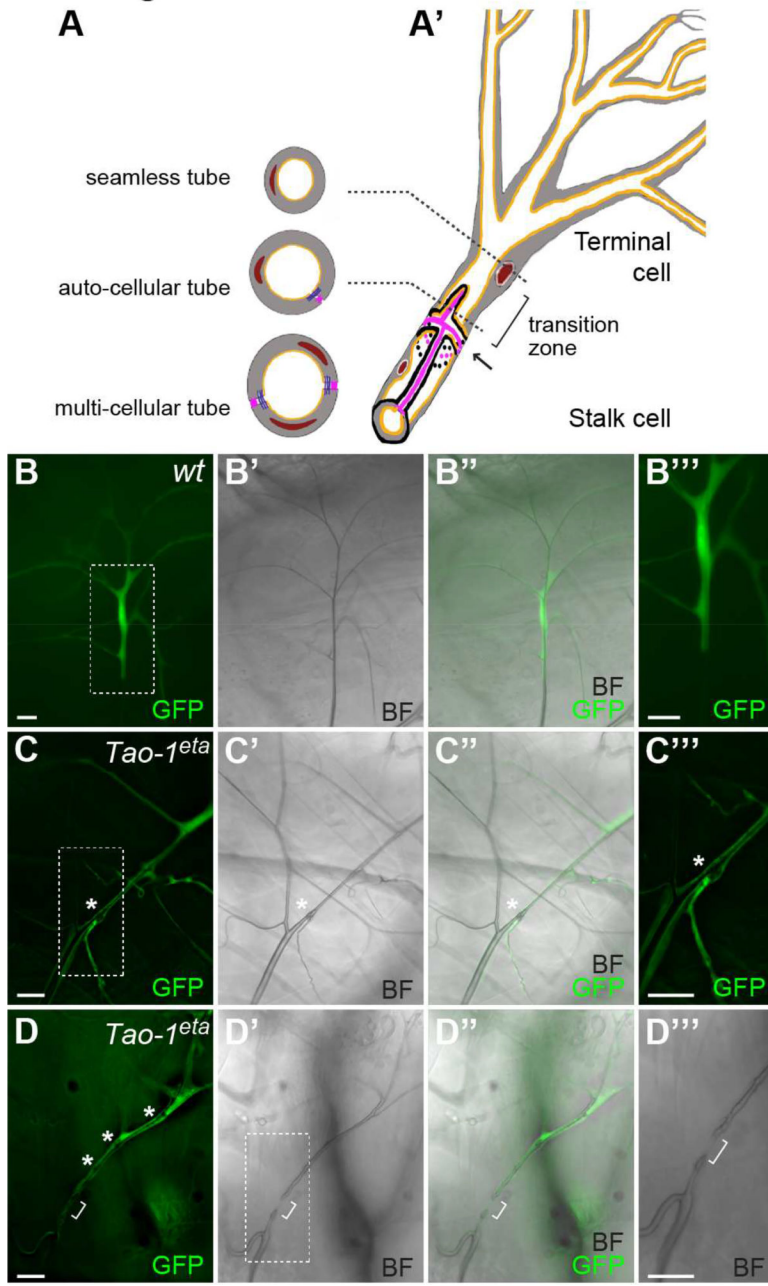 A
A’
seamless tube
auto-cellular tube
multi-cellular tube
Terminal
cell
transition
zone
Stalk cell
B
wt
GFP
B’
BF
B’’
BF
GFP
B’’’
GFP
C
Tao-1eta
*
GFP
C’
*
BF
C’’
*
BF
GFP
C’’’
*
GFP
D
Tao-1eta
*
*
*
GFP
D’
BF
D’’
BF
GFP
D’’’
BF